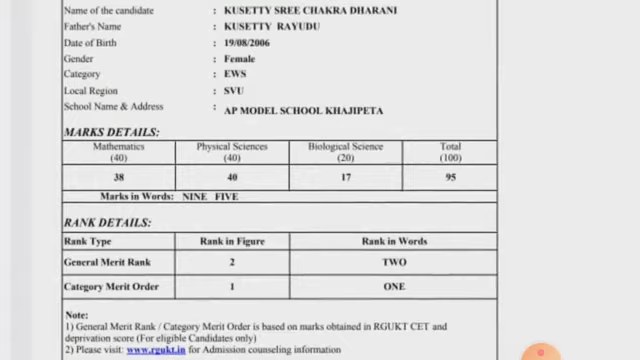 Name of the candidate : KUSETTY SREE CHAKRA DHARANI
Father's Name : KUSETTY RAYUDU
Date of Birth : 19/08/2006
Gender : Female
Category : EWS
Local Region : SVU
School Name & Address : AP MODEL SCHOOL KHAJIPETA
MARKS DETAILS:
Mathematics (40) Physical Sciences (40) Biological Science (20) Total (100)
38 40 17 95
Marks in Words: NINE FIVE
RANK DETAILS:
Rank Type Rank in Figure Rank in Words
General Merit Rank 2 TWO
Category Merit Order 1 ONE
Note:
1) General Merit Rank / Category Merit Order is based on marks obtained in RGUKT CET and
deprivation score (For eligible Candidates only)
2) Please visit: www.rgukt.in for Admission counseling information